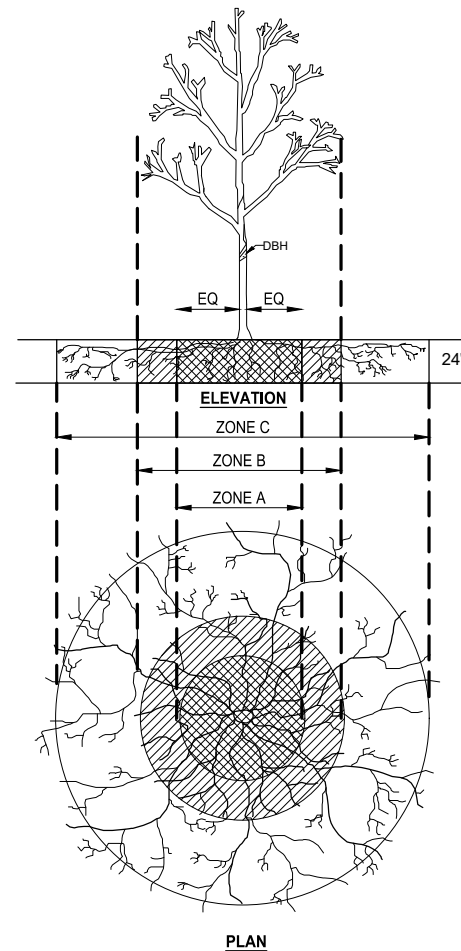 DBH
EQ EQ
24"
ELEVATION
ZONE C
ZONE B
ZONE A
PLAN